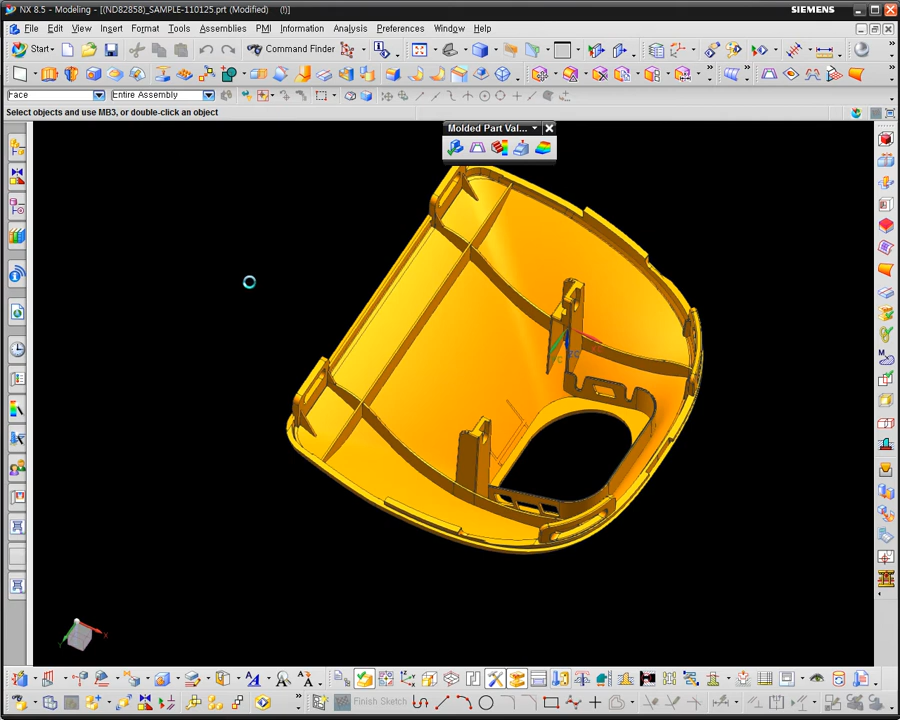 NX 8.5 - Modeling - [(ND82858)_SAMPLE-110125.prt (Modified) (!)]
SIEMENS
File Edit View Insert Format Tools Assemblies PMI Information Analysis Preferences Window Help
Start Command Finder
Face Entire Assembly
Select objects and use MB3, or double-click an object
Molded Part Val...
X
Y
Finish Sketch